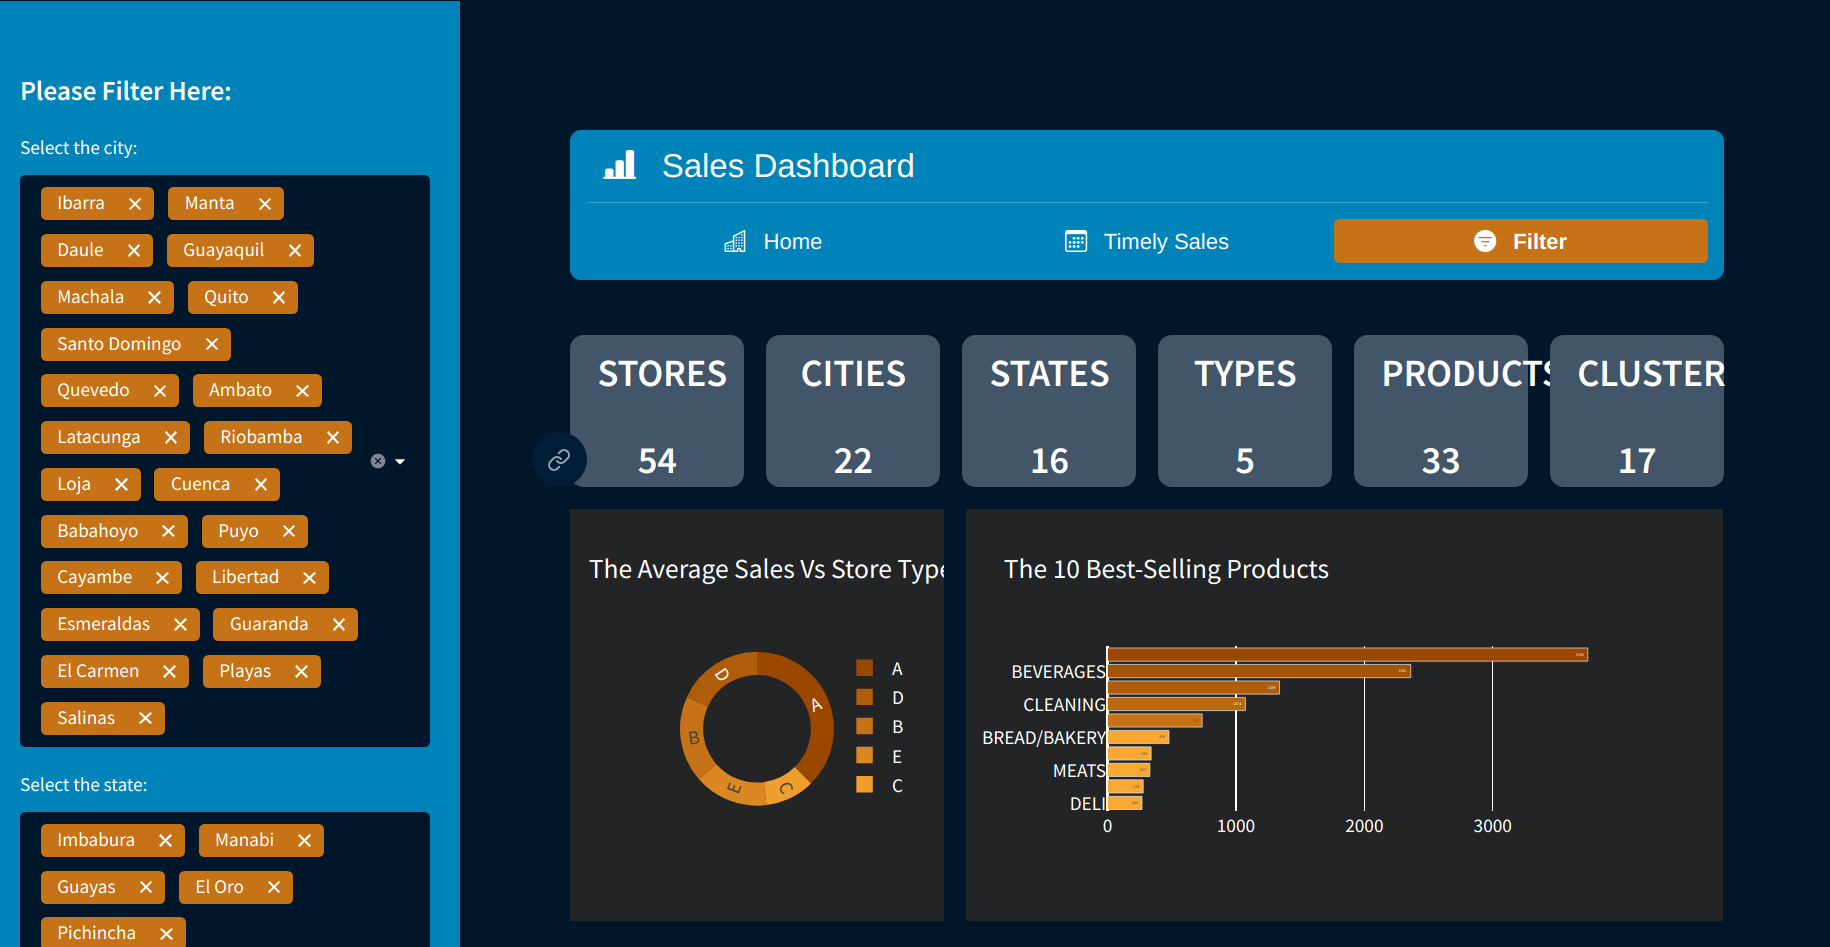 Please Filter Here:
Select the city:
Ibarra Manta
Daule Guayaquil
Machala Quito
Santo Domingo
Quevedo Ambato
Latacunga Riobamba
Loja Cuenca
Babahoyo Puyo
Cayambe Libertad
Esmeraldas Guaranda
El Carmen Playas
Salinas
Select the state:
Imbabura Manabi
Guayas El Oro
Pichincha
Sales Dashboard
Home Timely Sales Filter
STORES CITIES STATES TYPES PRODUCTS CLUSTER
54 22 16 5 33 17
The Average Sales Vs Store Type
A
D
B
E
C
A
D
B
E
C
The 10 Best-Selling Products
BEVERAGES
CLEANING
BREAD/BAKERY
MEATS
DELI
0 1000 2000 3000